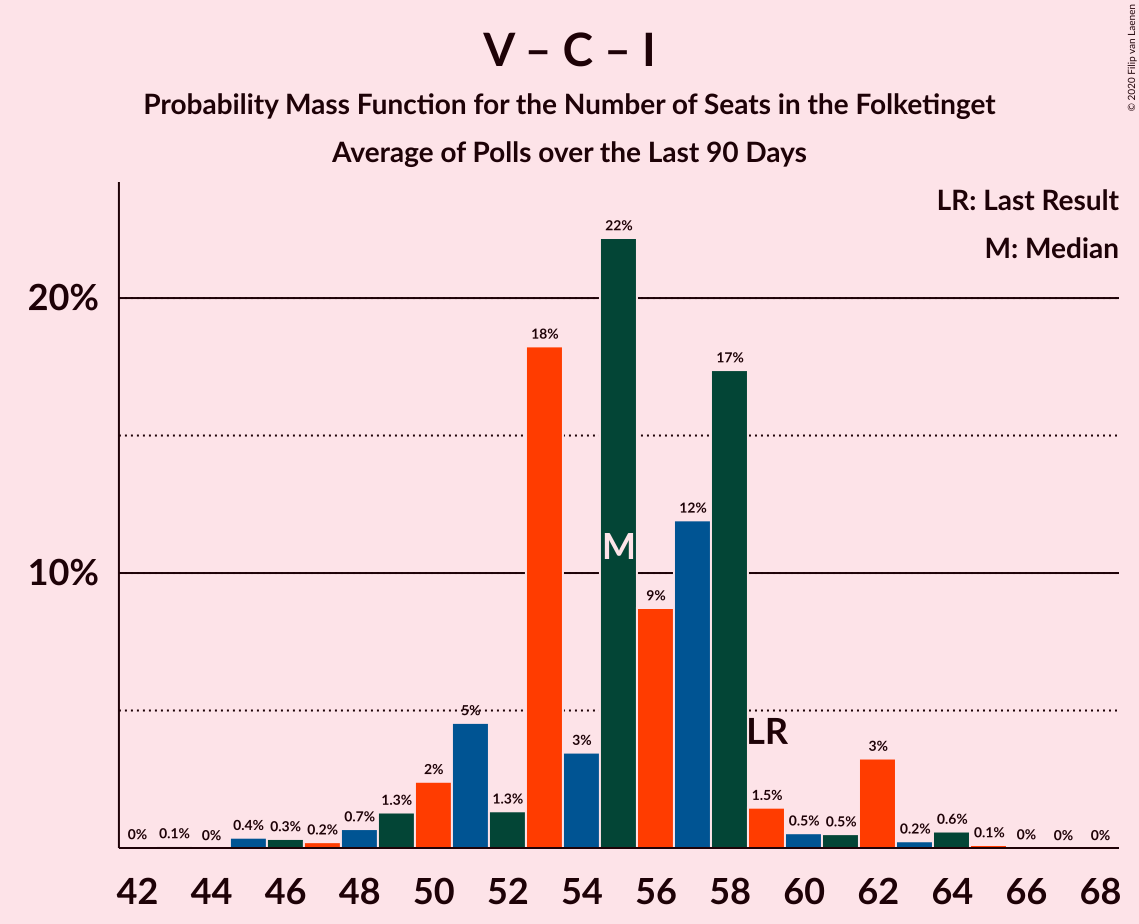 © 2020 Filip van Laenen
V – C – I
Probability Mass Function for the Number of Seats in the Folketinget
Average of Polls over the Last 90 Days
LR: Last Result
M: Median
20%
10%
0% 0.1% 0% 0.4% 0.3% 0.2% 0.7% 1.3% 2% 5% 1.3% 18% 3% 22% 9% 12% 17% 1.5% 0.5% 0.5% 3% 0.2% 0.6% 0.1% 0% 0% 0%
M
LR
42 44 46 48 50 52 54 56 58 60 62 64 66 68